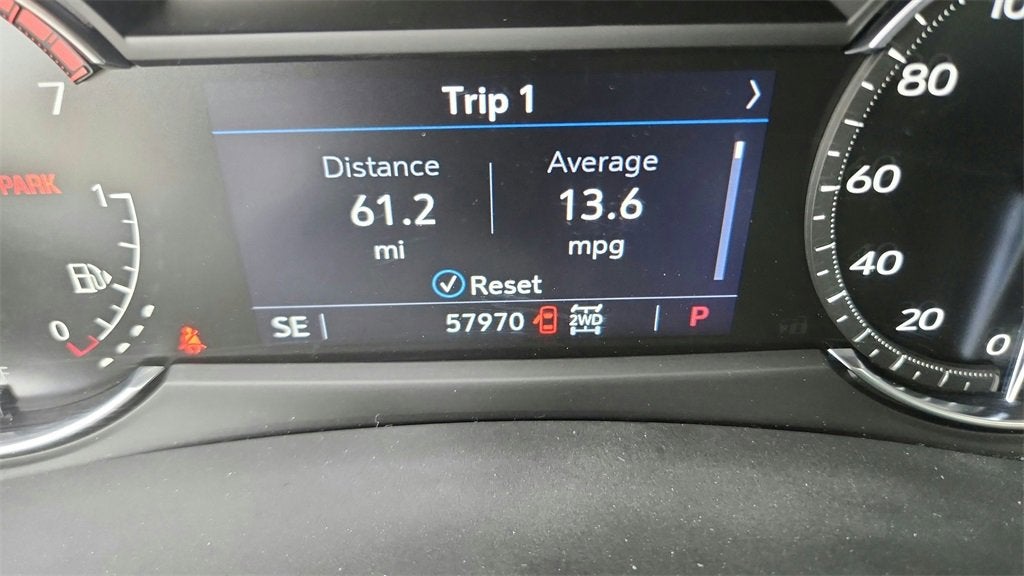 Trip 1
Distance Average
61.2 13.6
mi mpg
Reset
SE 57970 2WD P
7
PARK
1
0
80
60
40
20
0